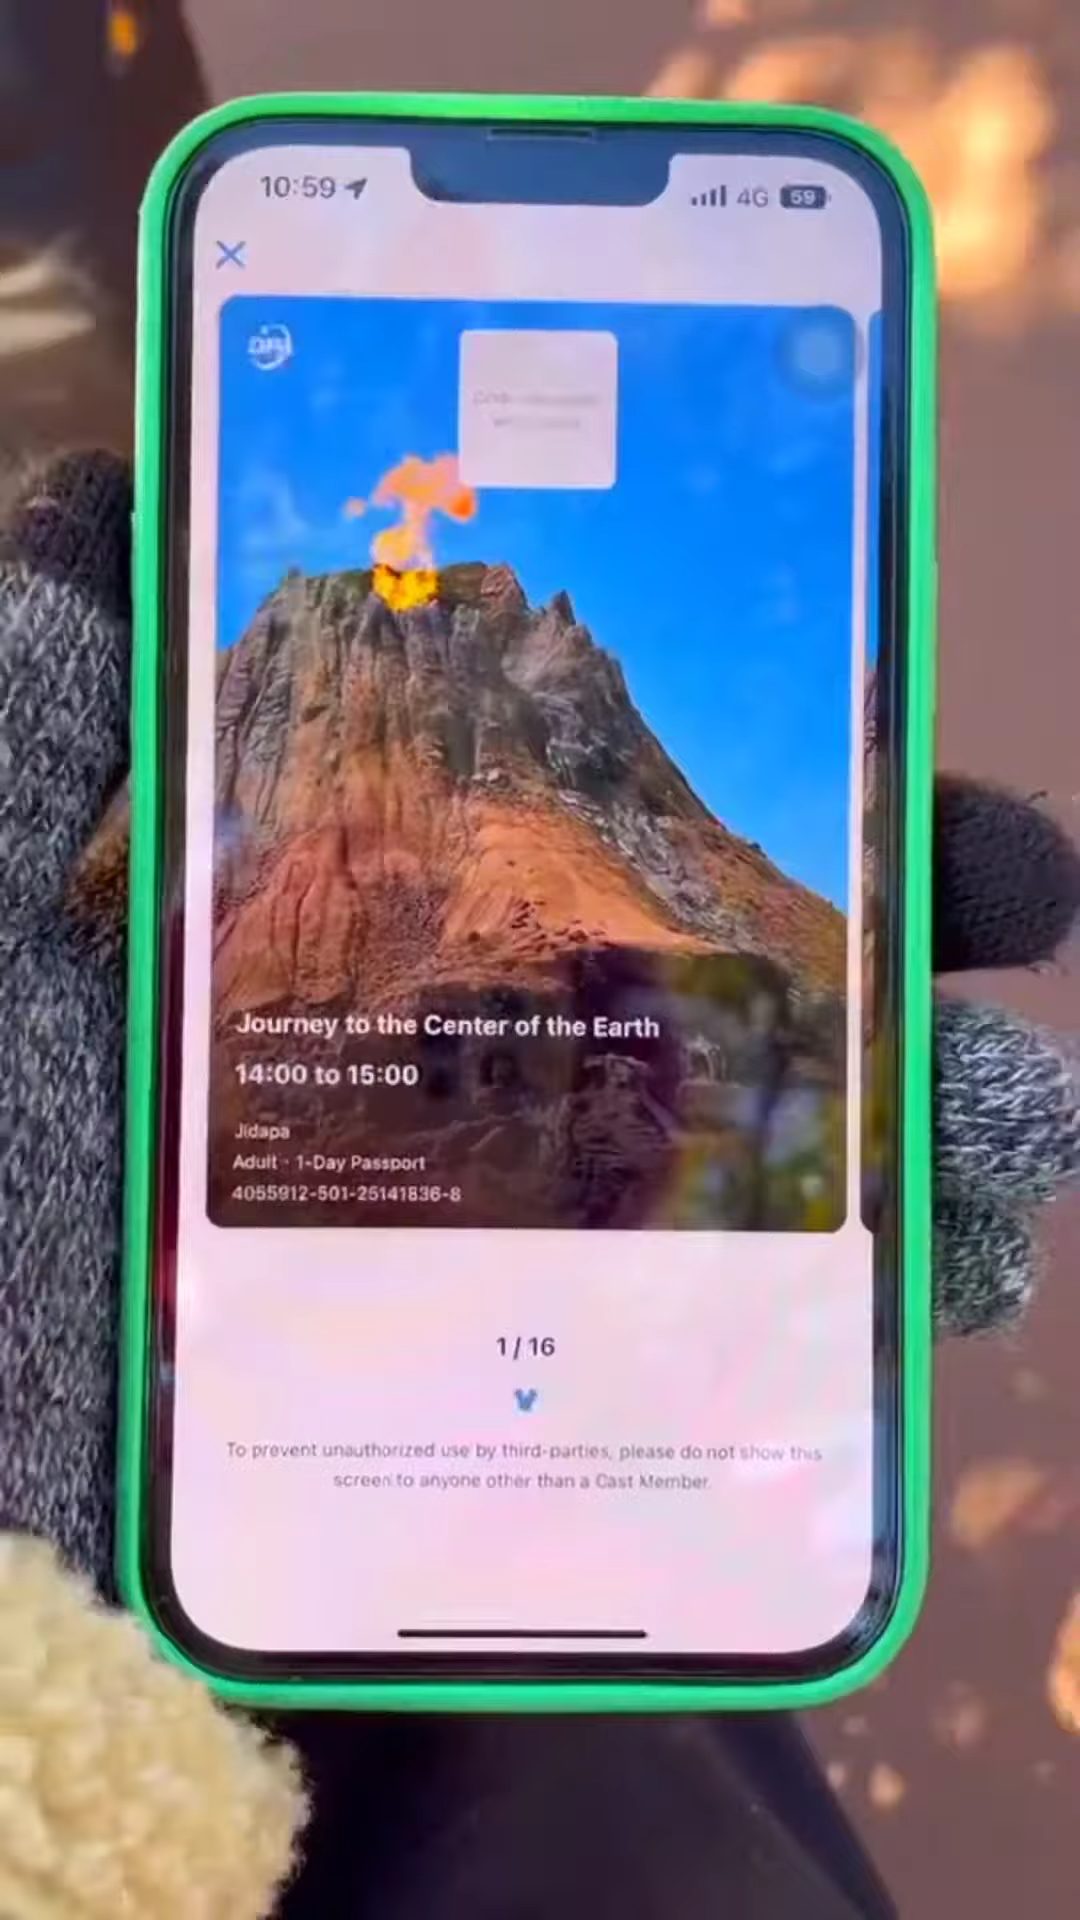 10:59
4G 59
DPA
Journey to the Center of the Earth
14:00 to 15:00
Jidapa
Adult · 1-Day Passport
4055912-501-25141836-8
1 / 16
To prevent unauthorized use by third-parties, please do not show this
screen to anyone other than a Cast Member.